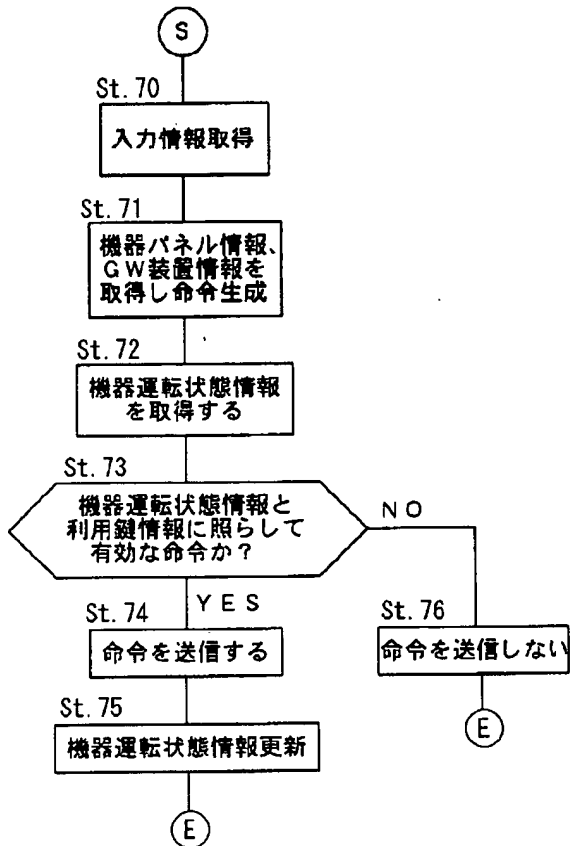 S
St.70
入力情報取得
St.71
機器パネル情報、
GW装置情報を
取得し命令生成
St.72
機器運転状態情報
を取得する
St.73
機器運転状態情報と
利用鍵情報に照らして
有効な命令か？
NO
YES
St.74
命令を送信する
St.76
命令を送信しない
E
St.75
機器運転状態情報更新
E